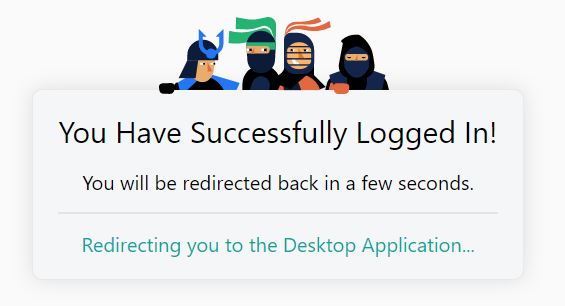 You Have Successfully Logged In!
You will be redirected back in a few seconds.
Redirecting you to the Desktop Application...